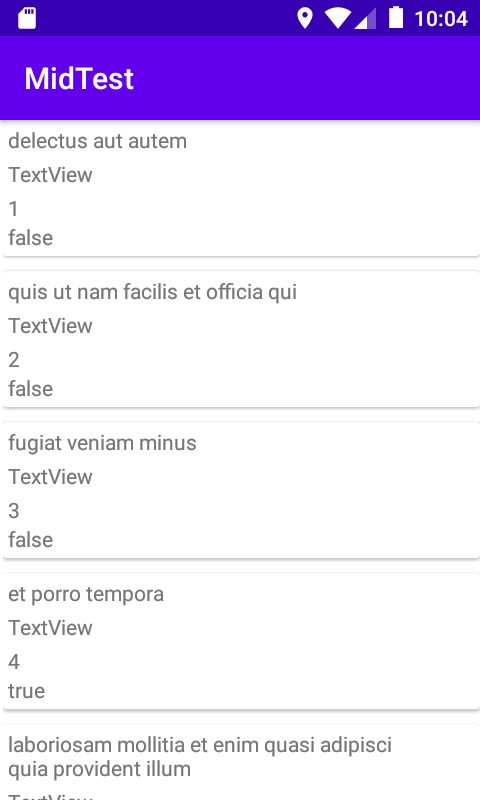 10:04
MidTest
delectus aut autem
TextView
1
false
quis ut nam facilis et officia qui
TextView
2
false
fugiat veniam minus
TextView
3
false
et porro tempora
TextView
4
true
laboriosam mollitia et enim quasi adipisci
quia provident illum
TextView